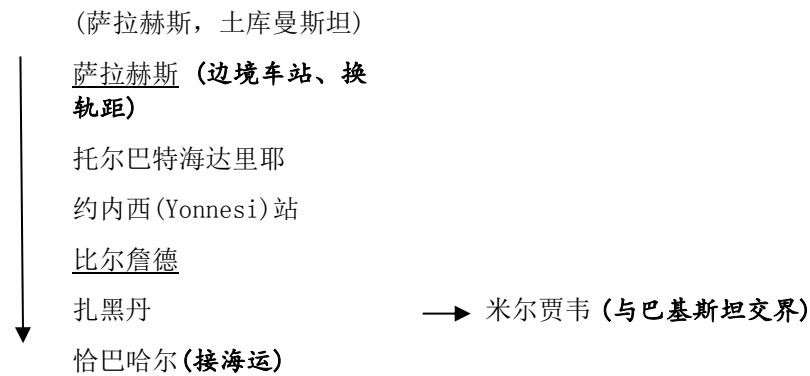 (萨拉赫斯，土库曼斯坦)
萨拉赫斯 (边境车站、换
轨距)
托尔巴特海达里耶
约内西(Yonnesi)站
比尔詹德
扎黑丹 米尔贾韦 (与巴基斯坦交界)
恰巴哈尔(接海运)